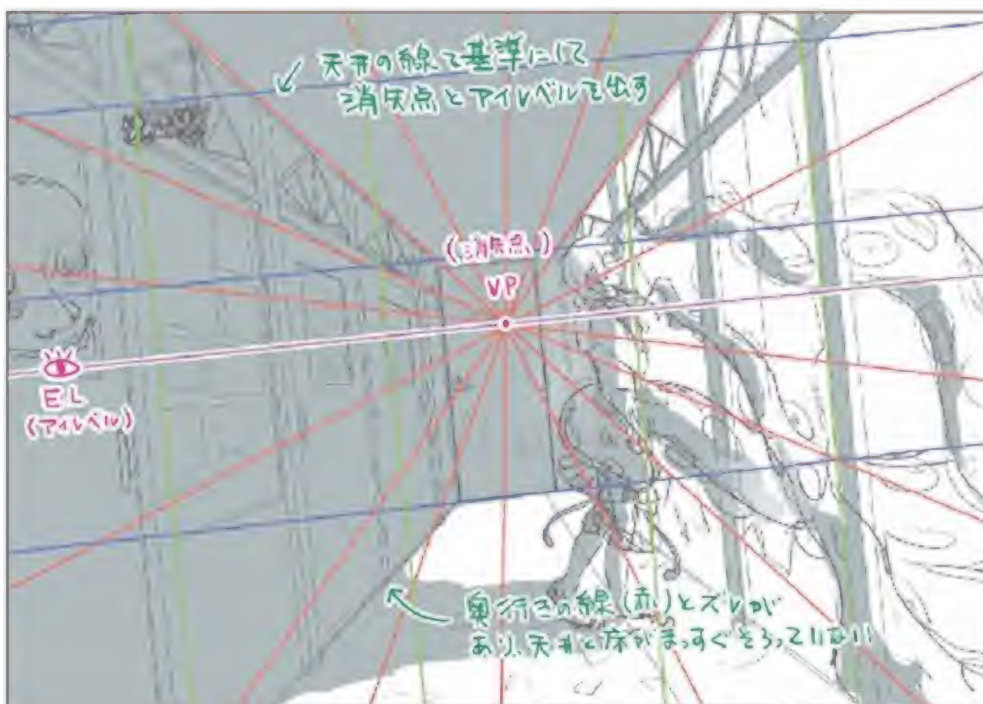 天井の線を基準にして
消失点とアイレベルを出す
(消失点)
VP
EL
(アイレベル)
奥行きの線(赤)とズレが
あり、天井と床がまっすぐそろっていない